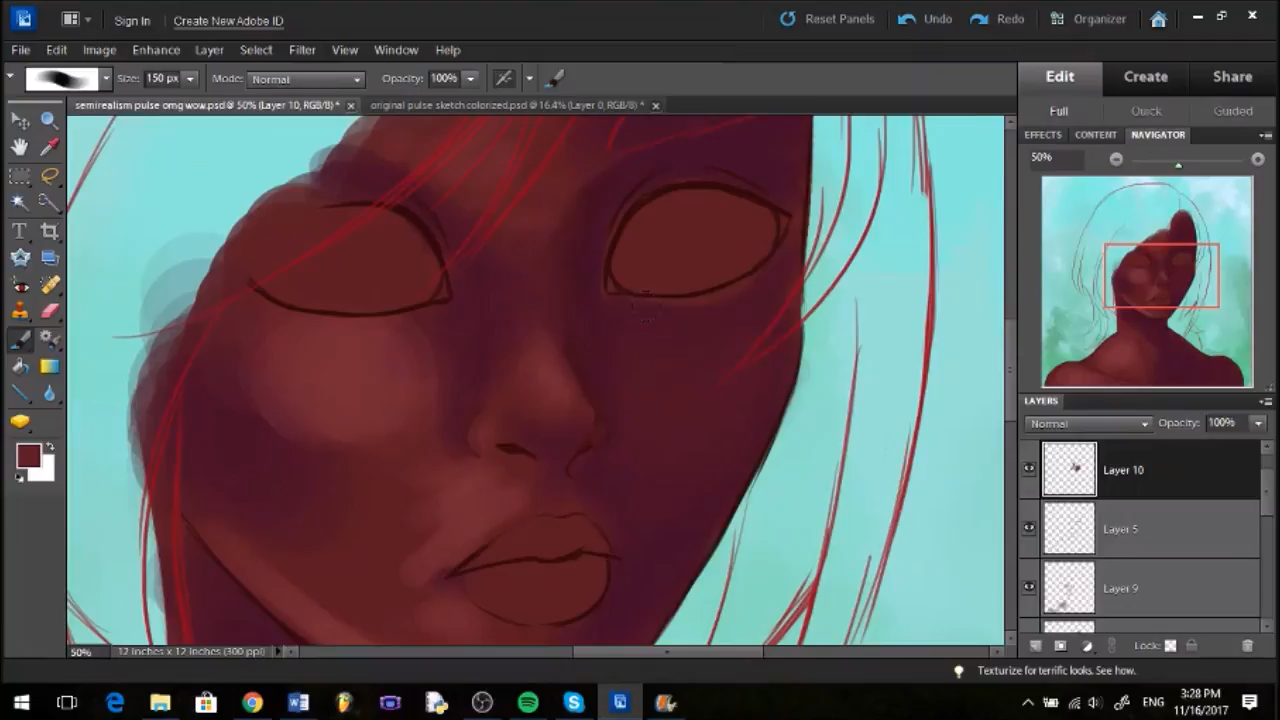 Sign In Create New Adobe ID Reset Panels Undo Redo Organizer
File Edit Image Enhance Layer Select Filter View Window Help
Size: 150 px Mode: Normal Opacity: 100% Edit Create Share
semirealism pulse omg wow.psd@ 50% (Layer 10, RGB/8) * original pulse sketch colorized.psd @ 16.4% (Layer 0, RGB/8) * Full Quick Guided
EFFECTS CONTENT NAVIGATOR
50%
LAYERS
Normal Opacity: 100%
Layer 10
Layer 5
Layer 9
50% 12 inches x 12 inches (300 ppi) Lock:
Texturize for terrific looks. See how.
ENG 3:28 PM
11/16/2017